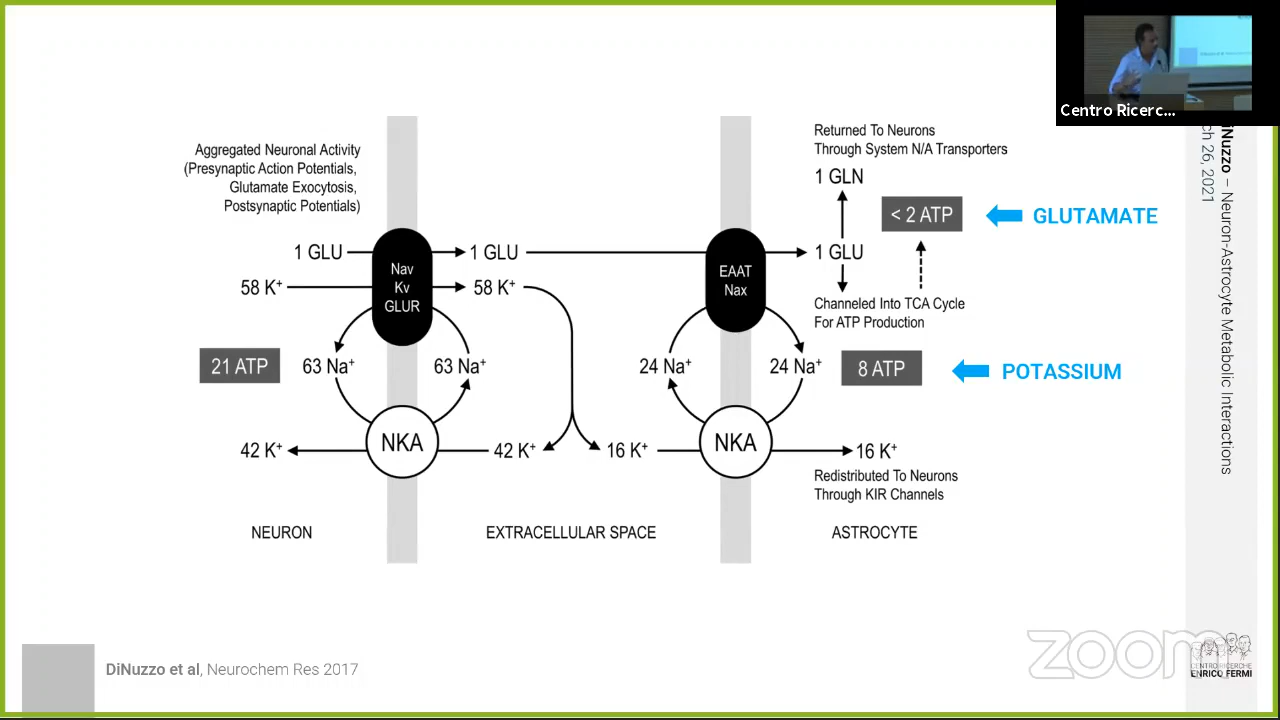 Centro Ricerc...
Aggregated Neuronal Activity
(Presynaptic Action Potentials,
Glutamate Exocytosis,
Postsynaptic Potentials)
Returned To Neurons
Through System N/A Transporters
1 GLN
< 2 ATP
GLUTAMATE
1 GLU
1 GLU
1 GLU
Nav
Kv
GLUR
EAAT
Nax
58 K⁺
58 K⁺
Channeled Into TCA Cycle
For ATP Production
21 ATP
63 Na⁺
63 Na⁺
24 Na⁺
24 Na⁺
8 ATP
POTASSIUM
42 K⁺
NKA
42 K⁺
16 K⁺
NKA
16 K⁺
Redistributed To Neurons
Through KIR Channels
NEURON
EXTRACELLULAR SPACE
ASTROCYTE
DiNuzzo et al, Neurochem Res 2017
iNuzzo – Neuron-Astrocyte Metabolic Interactions
ch 26, 2021
zoom
CENTRO RICERCHE
ENRICO FERMI